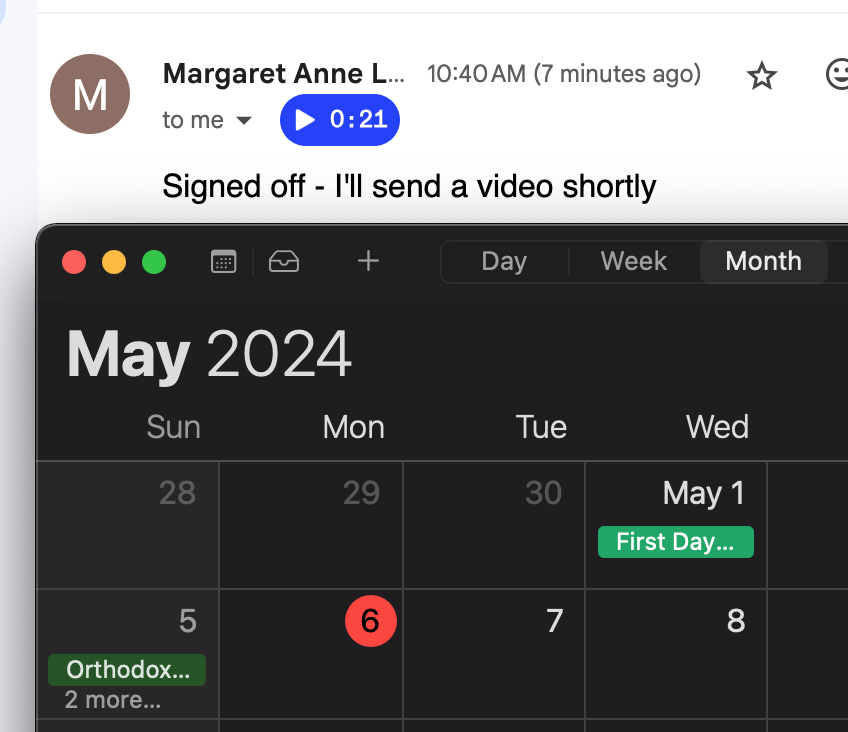 M
Margaret Anne L... 10:40 AM (7 minutes ago)
to me 0:21
Signed off - I'll send a video shortly
Day Week Month
May 2024
Sun Mon Tue Wed
28 29 30 May 1
First Day...
5 6 7 8
Orthodox...
2 more...